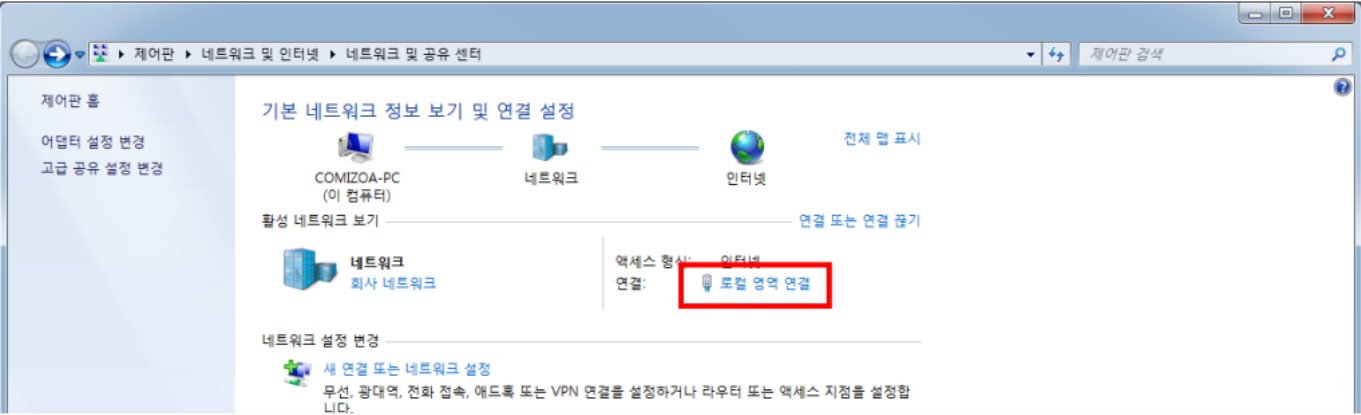 제어판 ▸ 네트워크 및 인터넷 ▸ 네트워크 및 공유 센터
제어판 검색
제어판 홈
어댑터 설정 변경
고급 공유 설정 변경
기본 네트워크 정보 보기 및 연결 설정
전체 맵 표시
COMIZOA-PC
(이 컴퓨터)
네트워크
인터넷
활성 네트워크 보기
연결 또는 연결 끊기
네트워크
회사 네트워크
액세스 형식: 인터넷
연결: 로컬 영역 연결
네트워크 설정 변경
새 연결 또는 네트워크 설정
무선, 광대역, 전화 접속, 애드혹 또는 VPN 연결을 설정하거나 라우터 또는 액세스 지점을 설정합
니다.